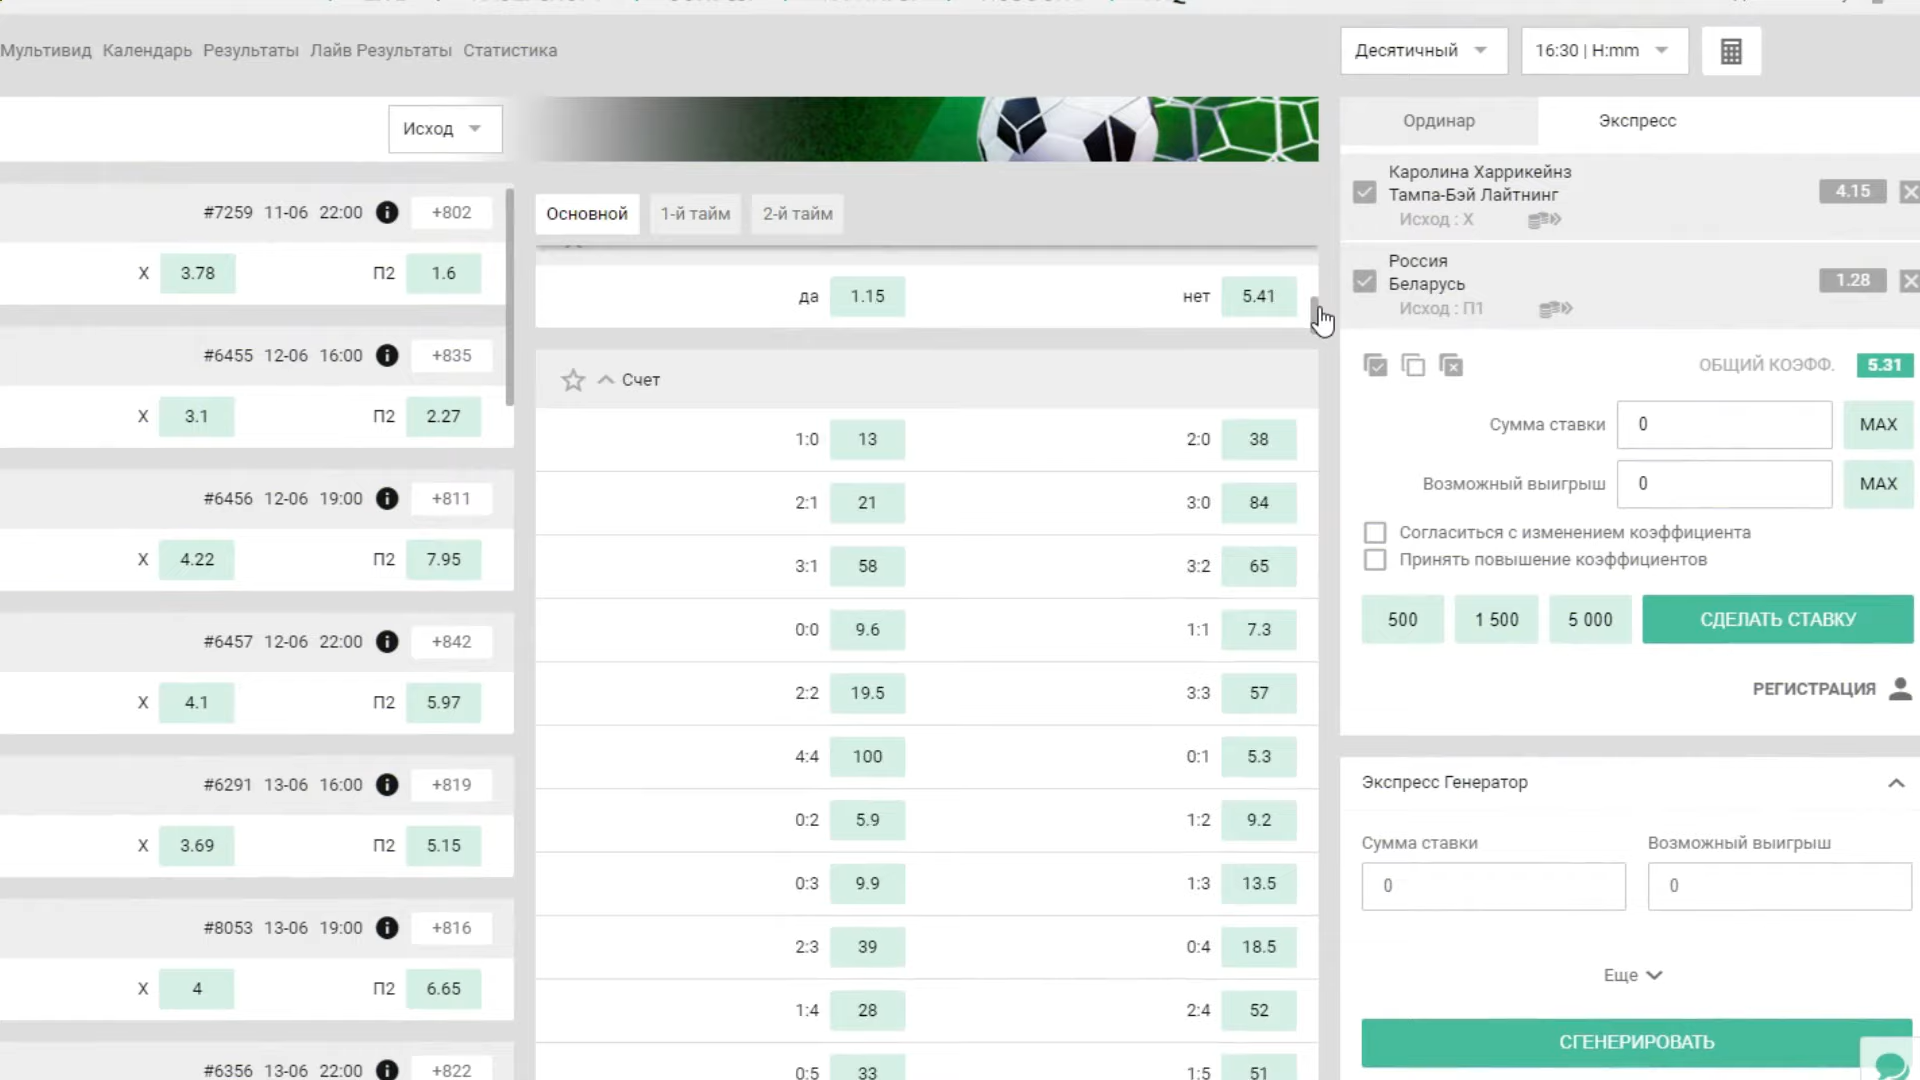 Мультивид Календарь Результаты Лайв Результаты Статистика
Десятичный
16:30 | H:mm
Исход
#7259 11-06 22:00 +802
X 3.78 П2 1.6
#6455 12-06 16:00 +835
X 3.1 П2 2.27
#6456 12-06 19:00 +811
X 4.22 П2 7.95
#6457 12-06 22:00 +842
X 4.1 П2 5.97
#6291 13-06 16:00 +819
X 3.69 П2 5.15
#8053 13-06 19:00 +816
X 4 П2 6.65
#6356 13-06 22:00 +822
Основной 1-й тайм 2-й тайм
да 1.15 нет 5.41
Счет
1:0 13 2:0 38
2:1 21 3:0 84
3:1 58 3:2 65
0:0 9.6 1:1 7.3
2:2 19.5 3:3 57
4:4 100 0:1 5.3
0:2 5.9 1:2 9.2
0:3 9.9 1:3 13.5
2:3 39 0:4 18.5
1:4 28 2:4 52
0:5 33 1:5 51
Ординар Экспресс
Каролина Харрикейнз
Тампа-Бэй Лайтнинг 4.15
Исход : X
Россия
Беларусь 1.28
Исход : П1
ОБЩИЙ КОЭФФ. 5.31
Сумма ставки 0 MAX
Возможный выигрыш 0 MAX
Согласиться с изменением коэффициента
Принять повышение коэффициентов
500 1 500 5 000 СДЕЛАТЬ СТАВКУ
РЕГИСТРАЦИЯ
Экспресс Генератор
Сумма ставки Возможный выигрыш
0 0
Еще
СГЕНЕРИРОВАТЬ